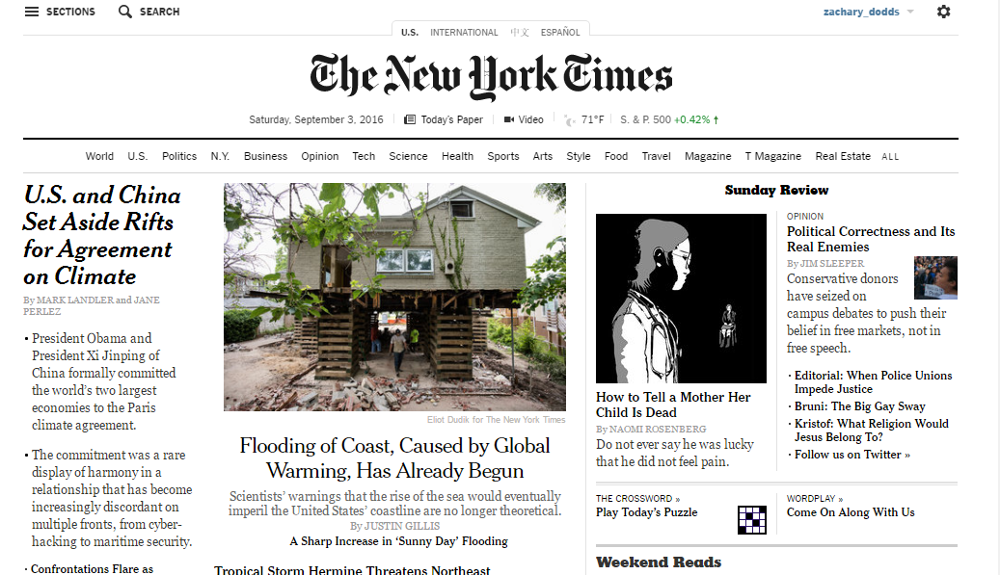 SECTIONS
SEARCH
zachary_dodds
U.S. INTERNATIONAL 中文 ESPAÑOL
The New York Times
Saturday, September 3, 2016 Today's Paper Video 71°F S. & P. 500 +0.42% ↑
World U.S. Politics N.Y. Business Opinion Tech Science Health Sports Arts Style Food Travel Magazine T Magazine Real Estate ALL
U.S. and China
Set Aside Rifts
for Agreement
on Climate
By MARK LANDLER and JANE
PERLEZ
• President Obama and
President Xi Jinping of
China formally committed
the world's two largest
economies to the Paris
climate agreement.
• The commitment was a rare
display of harmony in a
relationship that has become
increasingly discordant on
multiple fronts, from cyber-
hacking to maritime security.
• Confrontations Flare as
Eliot Dudik for The New York Times
Flooding of Coast, Caused by Global
Warming, Has Already Begun
Scientists' warnings that the rise of the sea would eventually
imperil the United States' coastline are no longer theoretical.
By JUSTIN GILLIS
A Sharp Increase in 'Sunny Day' Flooding
Tropical Storm Hermine Threatens Northeast
Sunday Review
How to Tell a Mother Her
Child Is Dead
By NAOMI ROSENBERG
Do not ever say he was lucky
that he did not feel pain.
OPINION
Political Correctness and Its
Real Enemies
By JIM SLEEPER
Conservative donors
have seized on
campus debates to push their
belief in free markets, not in
free speech.
· Editorial: When Police Unions
Impede Justice
· Bruni: The Big Gay Sway
· Kristof: What Religion Would
Jesus Belong To?
· Follow us on Twitter »
THE CROSSWORD »
Play Today's Puzzle
WORDPLAY »
Come On Along With Us
Weekend Reads